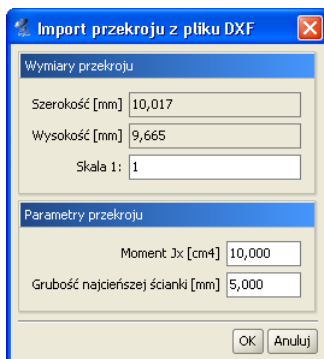 Import przekroju z pliku DXF
Wymiary przekroju
Szerokość [mm] 10,017
Wysokość [mm] 9,665
Skala 1: 1
Parametry przekroju
Moment Jx [cm4] 10,000
Grubość najcieńszej ścianki [mm] 5,000
OK Anuluj